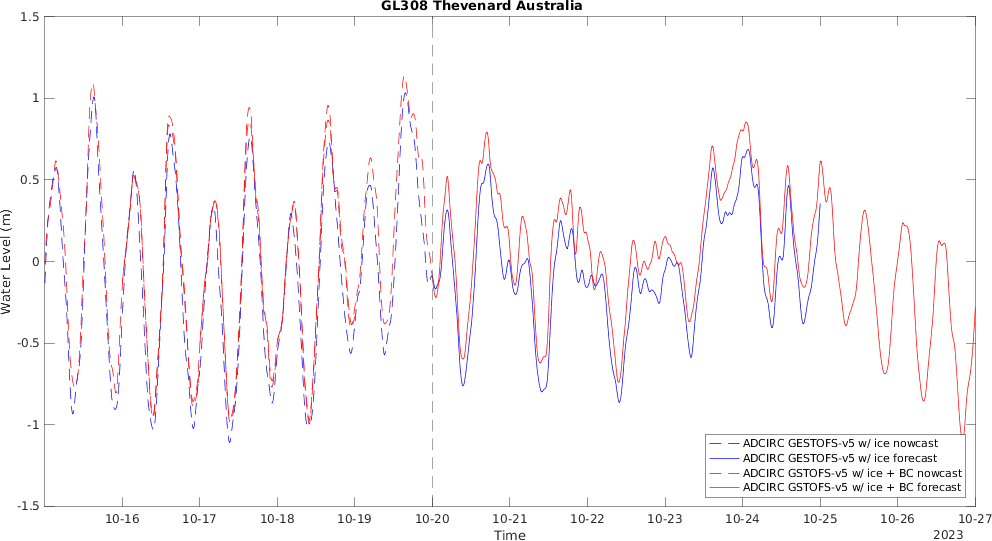 GL308 Thevenard Australia
1.5
1
0.5
0
-0.5
-1
-1.5
Water Level (m)
10-16 10-17 10-18 10-19 10-20 10-21 10-22 10-23 10-24 10-25 10-26 10-27
Time
2023
ADCIRC GESTOFS-v5 w/ ice nowcast
ADCIRC GESTOFS-v5 w/ ice forecast
ADCIRC GSTOFS-v5 w/ ice + BC nowcast
ADCIRC GSTOFS-v5 w/ ice + BC forecast